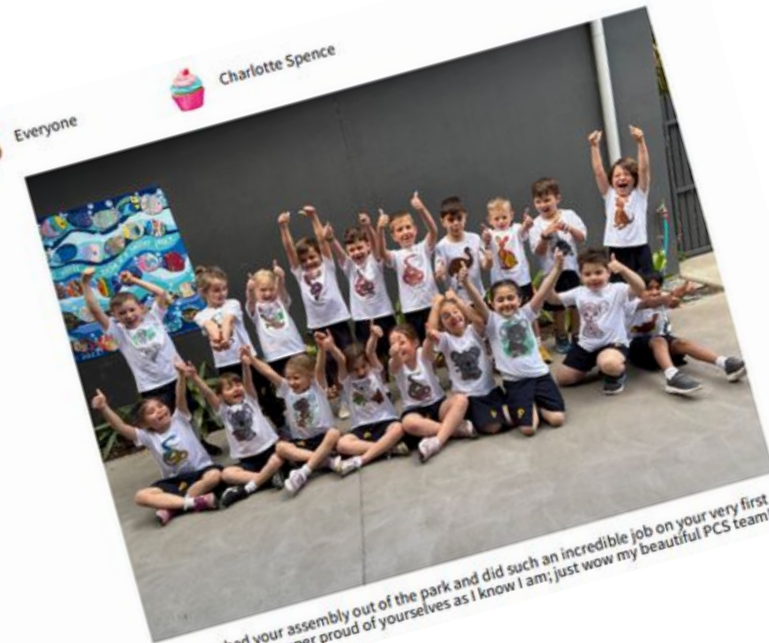 Everyone
Charlotte Spence
your assembly out of the park and did such an incredible job on your very first
proud of yourselves as I know I am; just wow my beautiful PCS team!